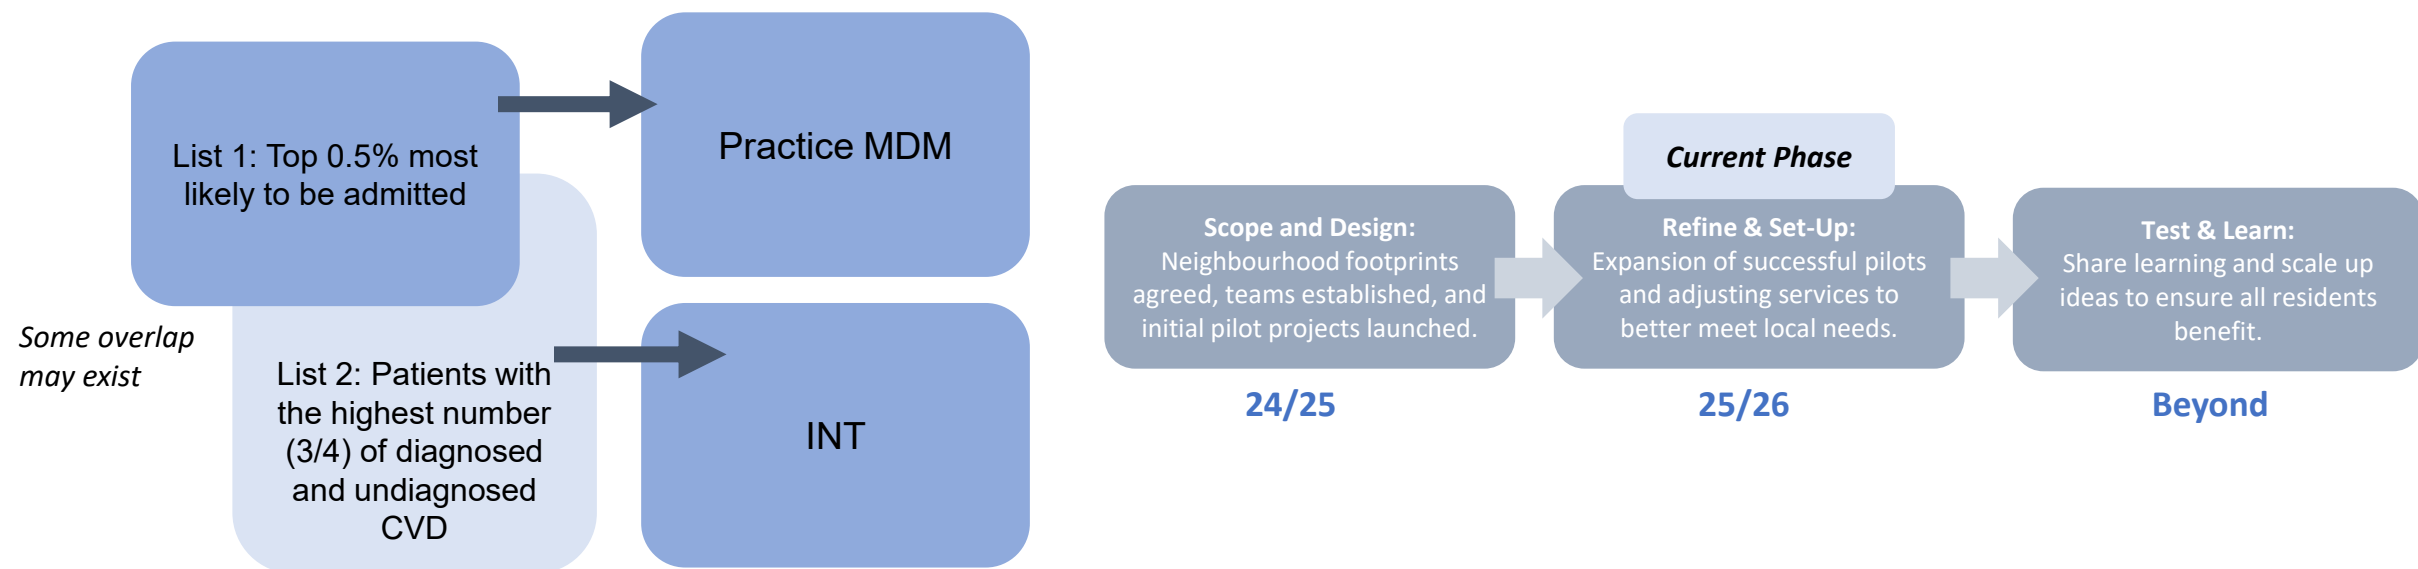 List 1: Top 0.5% most
likely to be admitted
Practice MDM
Some overlap
may exist
List 2: Patients with
the highest number
(3/4) of diagnosed
and undiagnosed
CVD
INT
Current Phase
Scope and Design:
Neighbourhood footprints
agreed, teams established, and
initial pilot projects launched.
24/25
Refine & Set-Up:
Expansion of successful pilots
and adjusting services to
better meet local needs.
25/26
Test & Learn:
Share learning and scale up
ideas to ensure all residents
benefit.
Beyond